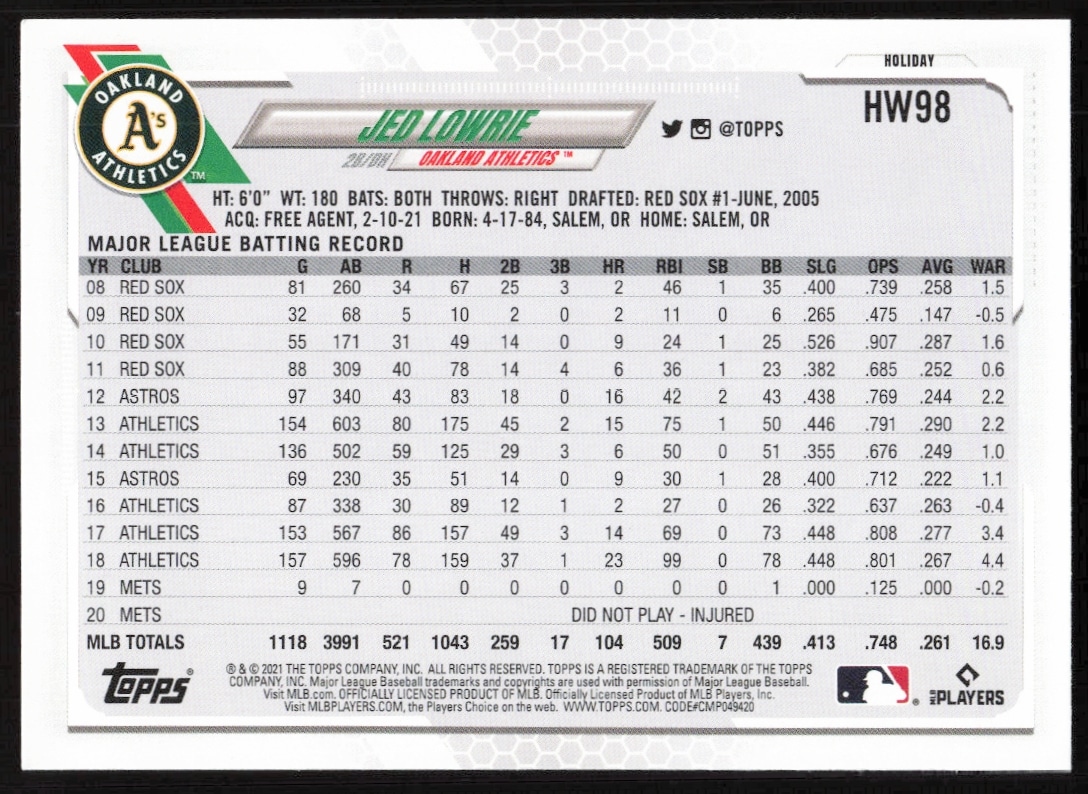 HOLIDAY
HW98
OAKLAND
A's
ATHLETICS
TM
JED LOWRIE
@TOPPS
2B/DH OAKLAND ATHLETICS™
HT: 6'0" WT: 180 BATS: BOTH THROWS: RIGHT DRAFTED: RED SOX #1-JUNE, 2005
ACQ: FREE AGENT, 2-10-21 BORN: 4-17-84, SALEM, OR HOME: SALEM, OR
MAJOR LEAGUE BATTING RECORD
YR CLUB G AB R H 2B 3B HR RBI SB BB SLG OPS AVG WAR
08 RED SOX 81 260 34 67 25 3 2 46 1 35 .400 .739 .258 1.5
09 RED SOX 32 68 5 10 2 0 2 11 0 6 .265 .475 .147 -0.5
10 RED SOX 55 171 31 49 14 0 9 24 1 25 .526 .907 .287 1.6
11 RED SOX 88 309 40 78 14 4 6 36 1 23 .382 .685 .252 0.6
12 ASTROS 97 340 43 83 18 0 16 42 2 43 .438 .769 .244 2.2
13 ATHLETICS 154 603 80 175 45 2 15 75 1 50 .446 .791 .290 2.2
14 ATHLETICS 136 502 59 125 29 3 6 50 0 51 .355 .676 .249 1.0
15 ASTROS 69 230 35 51 14 0 9 30 1 28 .400 .712 .222 1.1
16 ATHLETICS 87 338 30 89 12 1 2 27 0 26 .322 .637 .263 -0.4
17 ATHLETICS 153 567 86 157 49 3 14 69 0 73 .448 .808 .277 3.4
18 ATHLETICS 157 596 78 159 37 1 23 99 0 78 .448 .801 .267 4.4
19 METS 9 7 0 0 0 0 0 0 0 1 .000 .125 .000 -0.2
20 METS DID NOT PLAY - INJURED
MLB TOTALS 1118 3991 521 1043 259 17 104 509 7 439 .413 .748 .261 16.9
Topps®
® & © 2021 THE TOPPS COMPANY, INC. ALL RIGHTS RESERVED. TOPPS IS A REGISTERED TRADEMARK OF THE TOPPS
COMPANY, INC. Major League Baseball trademarks and copyrights are used with permission of Major League Baseball.
Visit MLB.com. OFFICIALLY LICENSED PRODUCT OF MLB. Officially Licensed Product of MLB Players, Inc.
Visit MLBPLAYERS.COM, the Players Choice on the web. WWW.TOPPS.COM. CODE#CMP049420
®
MLB PLAYERS